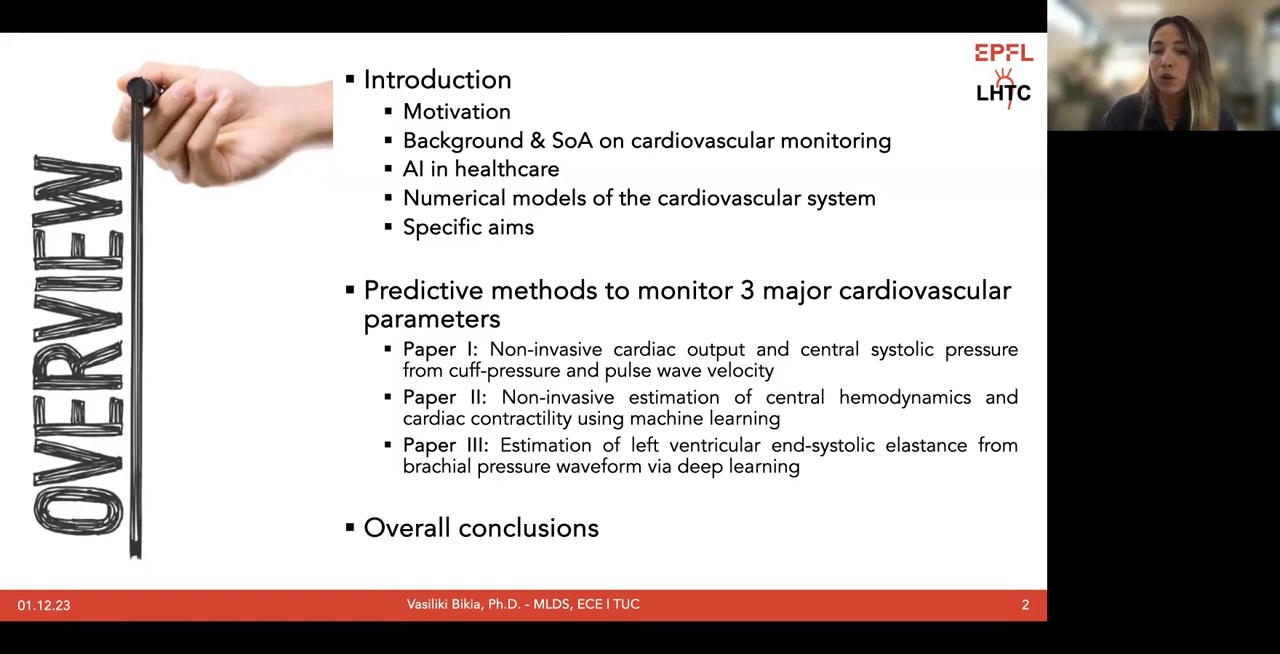 OVERVIEW
▪ Introduction
▪ Motivation
▪ Background & SoA on cardiovascular monitoring
▪ AI in healthcare
▪ Numerical models of the cardiovascular system
▪ Specific aims
▪ Predictive methods to monitor 3 major cardiovascular
parameters
▪ Paper I: Non-invasive cardiac output and central systolic pressure
from cuff-pressure and pulse wave velocity
▪ Paper II: Non-invasive estimation of central hemodynamics and
cardiac contractility using machine learning
▪ Paper III: Estimation of left ventricular end-systolic elastance from
brachial pressure waveform via deep learning
▪ Overall conclusions
EPFL
LHTC
01.12.23
Vasiliki Bikia, Ph.D. - MLDS, ECE | TUC
2